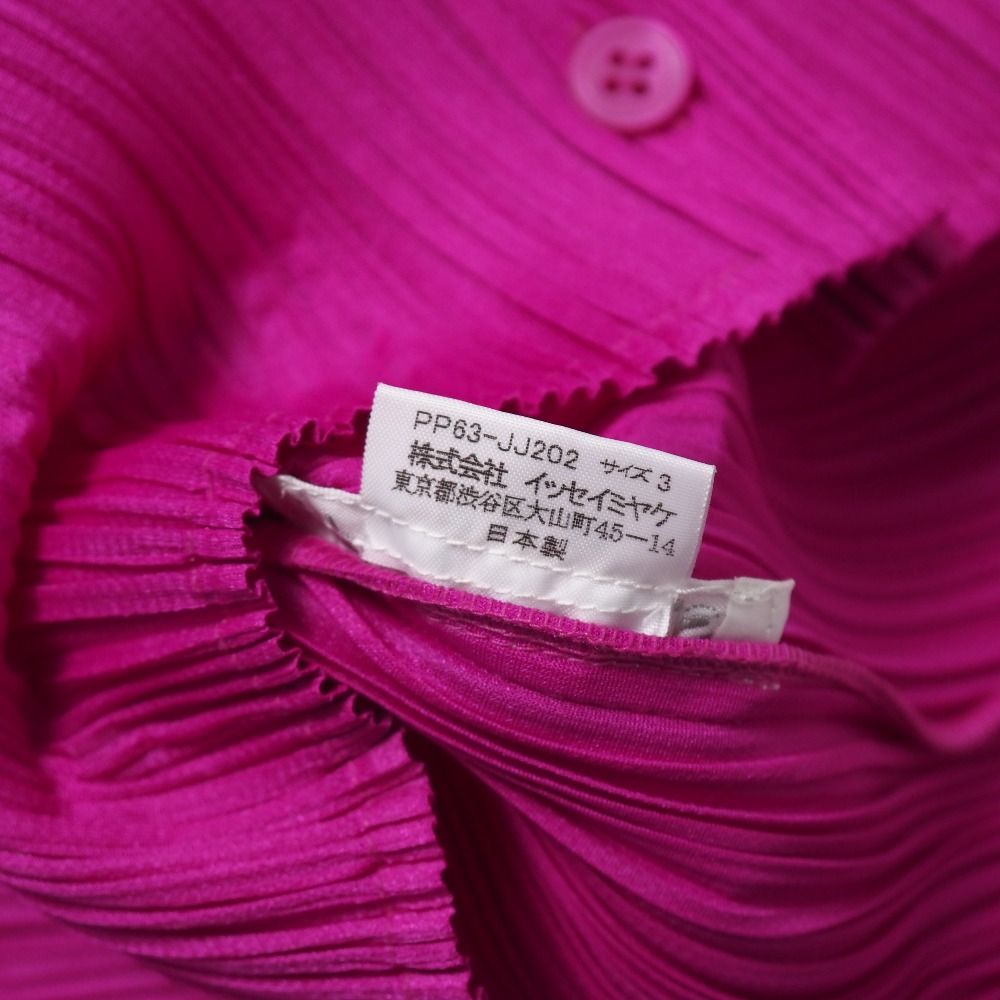 PP63-JJ202 サイズ 3
株式会社 イッセイミヤケ
東京都渋谷区大山町45-14
日本製